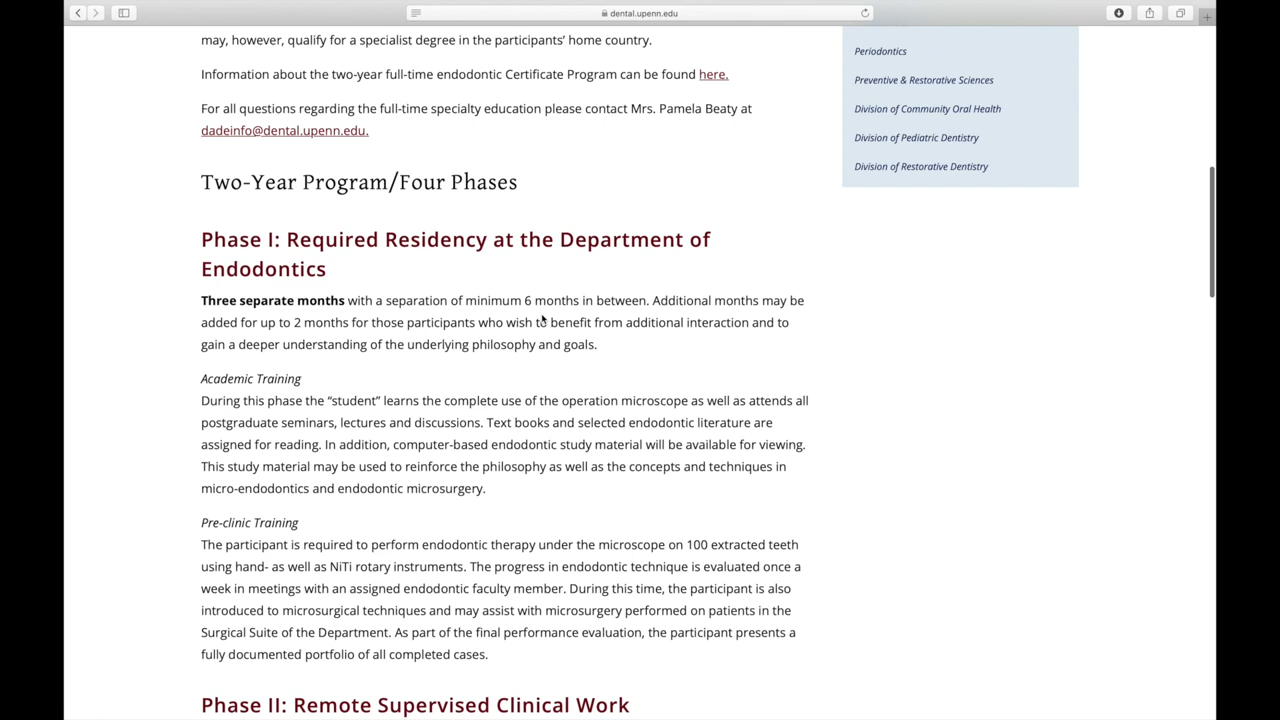 dental.upenn.edu
may, however, qualify for a specialist degree in the participants’ home country.
Information about the two-year full-time endodontic Certificate Program can be found here.
For all questions regarding the full-time specialty education please contact Mrs. Pamela Beaty at
dadeinfo@dental.upenn.edu.
Two-Year Program/Four Phases
Phase I: Required Residency at the Department of
Endodontics
Three separate months with a separation of minimum 6 months in between. Additional months may be
added for up to 2 months for those participants who wish to benefit from additional interaction and to
gain a deeper understanding of the underlying philosophy and goals.
Academic Training
During this phase the “student” learns the complete use of the operation microscope as well as attends all
postgraduate seminars, lectures and discussions. Text books and selected endodontic literature are
assigned for reading. In addition, computer-based endodontic study material will be available for viewing.
This study material may be used to reinforce the philosophy as well as the concepts and techniques in
micro-endodontics and endodontic microsurgery.
Pre-clinic Training
The participant is required to perform endodontic therapy under the microscope on 100 extracted teeth
using hand- as well as NiTi rotary instruments. The progress in endodontic technique is evaluated once a
week in meetings with an assigned endodontic faculty member. During this time, the participant is also
introduced to microsurgical techniques and may assist with microsurgery performed on patients in the
Surgical Suite of the Department. As part of the final performance evaluation, the participant presents a
fully documented portfolio of all completed cases.
Phase II: Remote Supervised Clinical Work
Periodontics
Preventive & Restorative Sciences
Division of Community Oral Health
Division of Pediatric Dentistry
Division of Restorative Dentistry